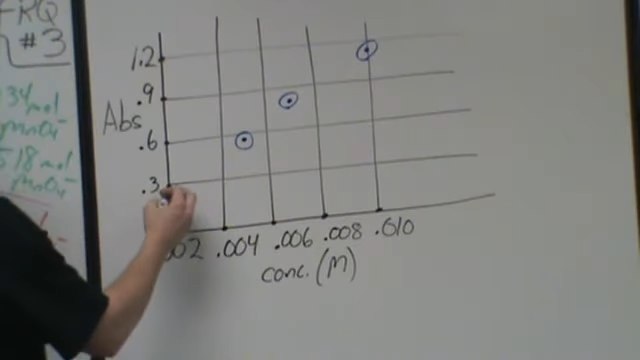 FRQ
#3
34 mol
MnO4-
518 mol
MnO4-
1.2
.9
Abs
.6
.3
.004 .006 .008 .010
conc. (M)